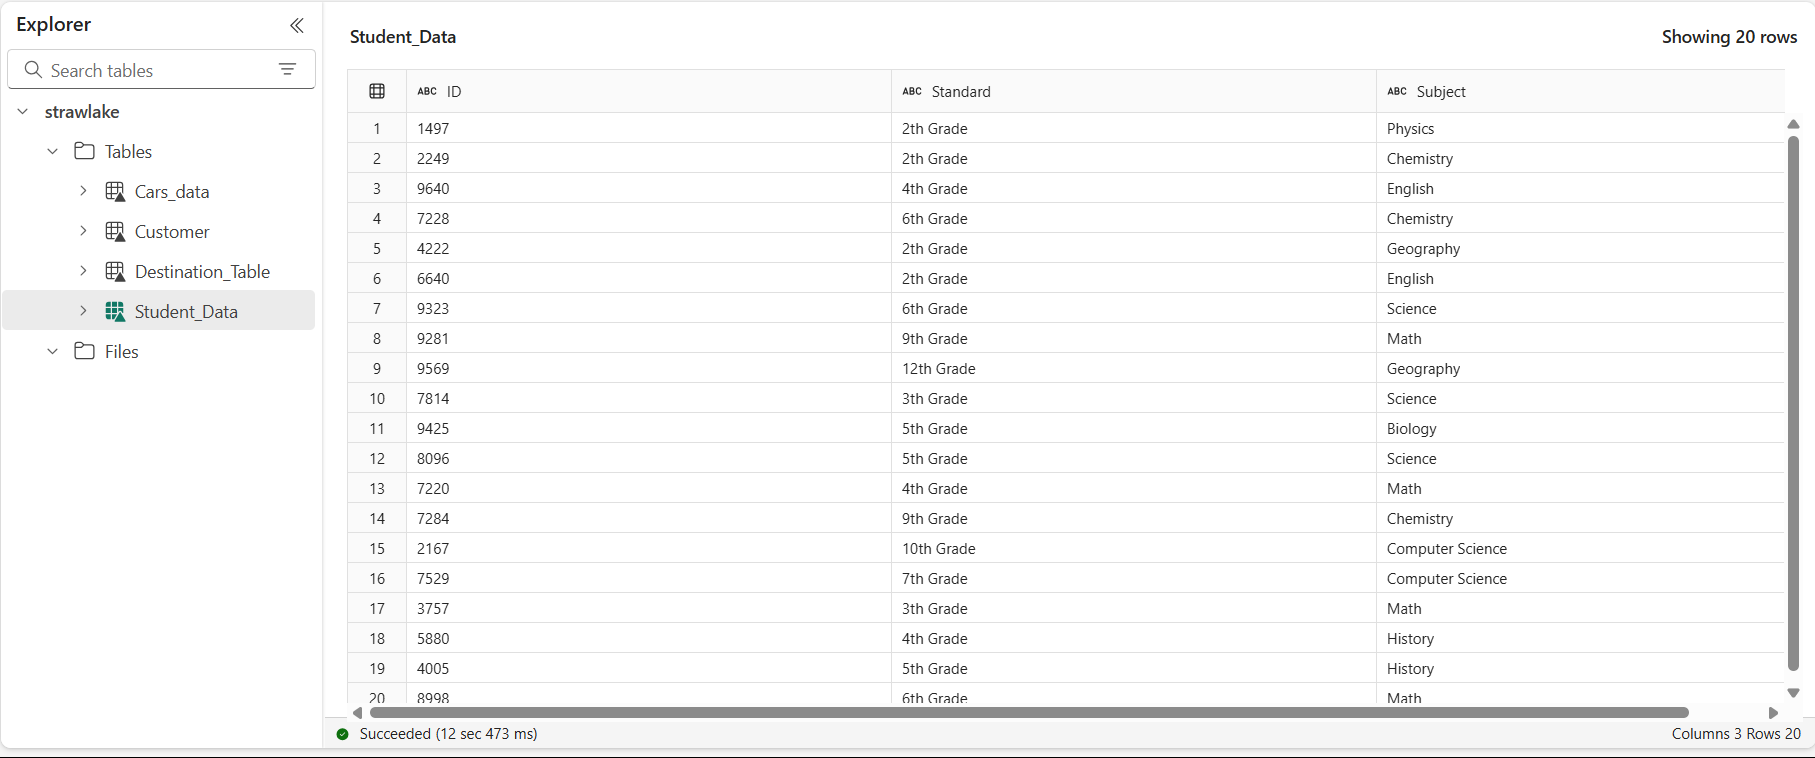 Explorer
Search tables
strawlake
Tables
Cars_data
Customer
Destination_Table
Student_Data
Files
Student_Data Showing 20 rows
ABC ID ABC Standard ABC Subject
1 1497 2th Grade Physics
2 2249 2th Grade Chemistry
3 9640 4th Grade English
4 7228 6th Grade Chemistry
5 4222 2th Grade Geography
6 6640 2th Grade English
7 9323 6th Grade Science
8 9281 9th Grade Math
9 9569 12th Grade Geography
10 7814 3th Grade Science
11 9425 5th Grade Biology
12 8096 5th Grade Science
13 7220 4th Grade Math
14 7284 9th Grade Chemistry
15 2167 10th Grade Computer Science
16 7529 7th Grade Computer Science
17 3757 3th Grade Math
18 5880 4th Grade History
19 4005 5th Grade History
20 8998 6th Grade Math
Succeeded (12 sec 473 ms) Columns 3 Rows 20